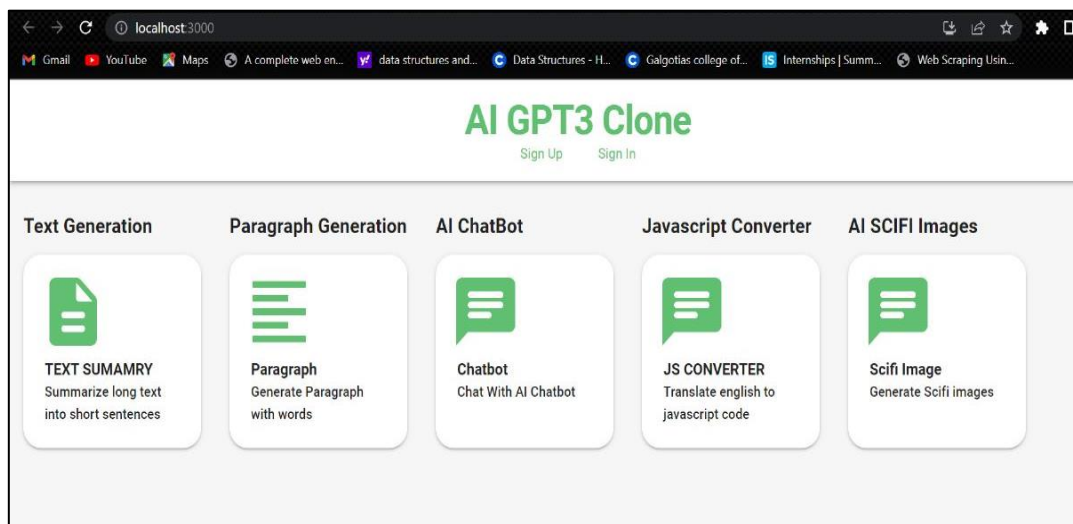 localhost:3000
Gmail YouTube Maps A complete web en... data structures and... Data Structures - H... Galgotias college of... Internships | Summ... Web Scraping Usin...
AI GPT3 Clone
Sign Up Sign In
Text Generation Paragraph Generation AI ChatBot Javascript Converter AI SCIFI Images
TEXT SUMAMRY
Summarize long text
into short sentences
Paragraph
Generate Paragraph
with words
Chatbot
Chat With AI Chatbot
JS CONVERTER
Translate english to
javascript code
Scifi Image
Generate Scifi images